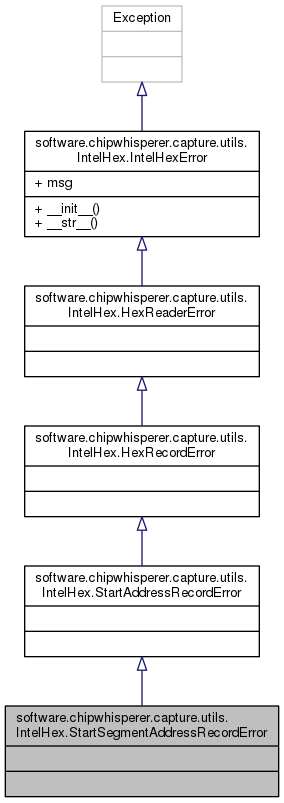 Exception
software.chipwhisperer.capture.utils.
IntelHex.IntelHexError
+ msg
+ __init__()
+ __str__()
software.chipwhisperer.capture.utils.
IntelHex.HexReaderError
software.chipwhisperer.capture.utils.
IntelHex.HexRecordError
software.chipwhisperer.capture.utils.
IntelHex.StartAddressRecordError
software.chipwhisperer.capture.utils.
IntelHex.StartSegmentAddressRecordError